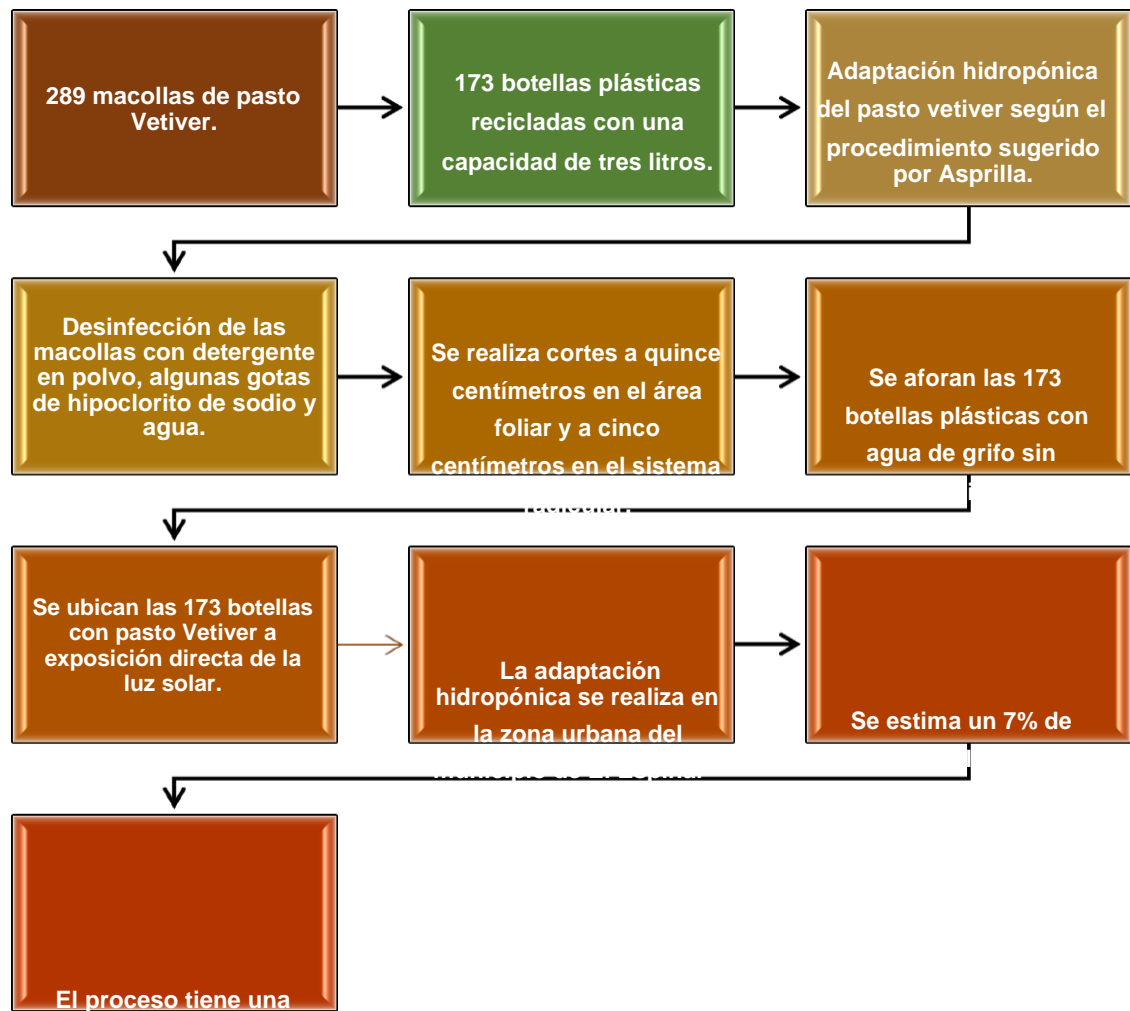 289 macollas de pasto
Vetiver.
173 botellas plásticas
recicladas con una
capacidad de tres litros.
Adaptación hidropónica
del pasto vetiver según el
procedimiento sugerido
por Asprilla.
Desinfección de las
macollas con detergente
en polvo, algunas gotas
de hipoclorito de sodio y
agua.
Se realiza cortes a quince
centímetros en el área
foliar y a cinco
centímetros en el sistema
radicular.
Se aforan las 173
botellas plásticas con
agua de grifo sin
Se ubican las 173 botellas
con pasto Vetiver a
exposición directa de la
luz solar.
La adaptación
hidropónica se realiza en
la zona urbana del
municipio de El Espinal
Se estima un 7% de
El proceso tiene una